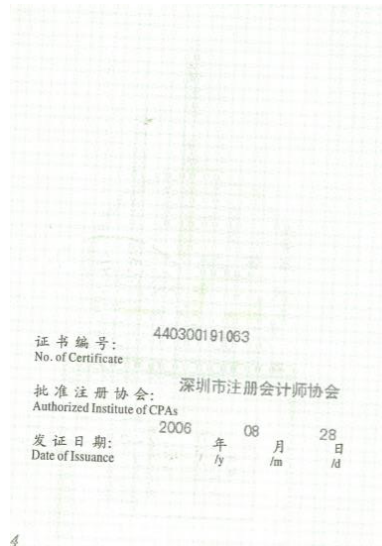 证书编号: 440300191063
No. of Certificate
批准注册协会: 深圳市注册会计师协会
Authorized Institute of CPAs
发证日期: 2006 年 08 月 28 日
Date of Issuance /y /m /d
4